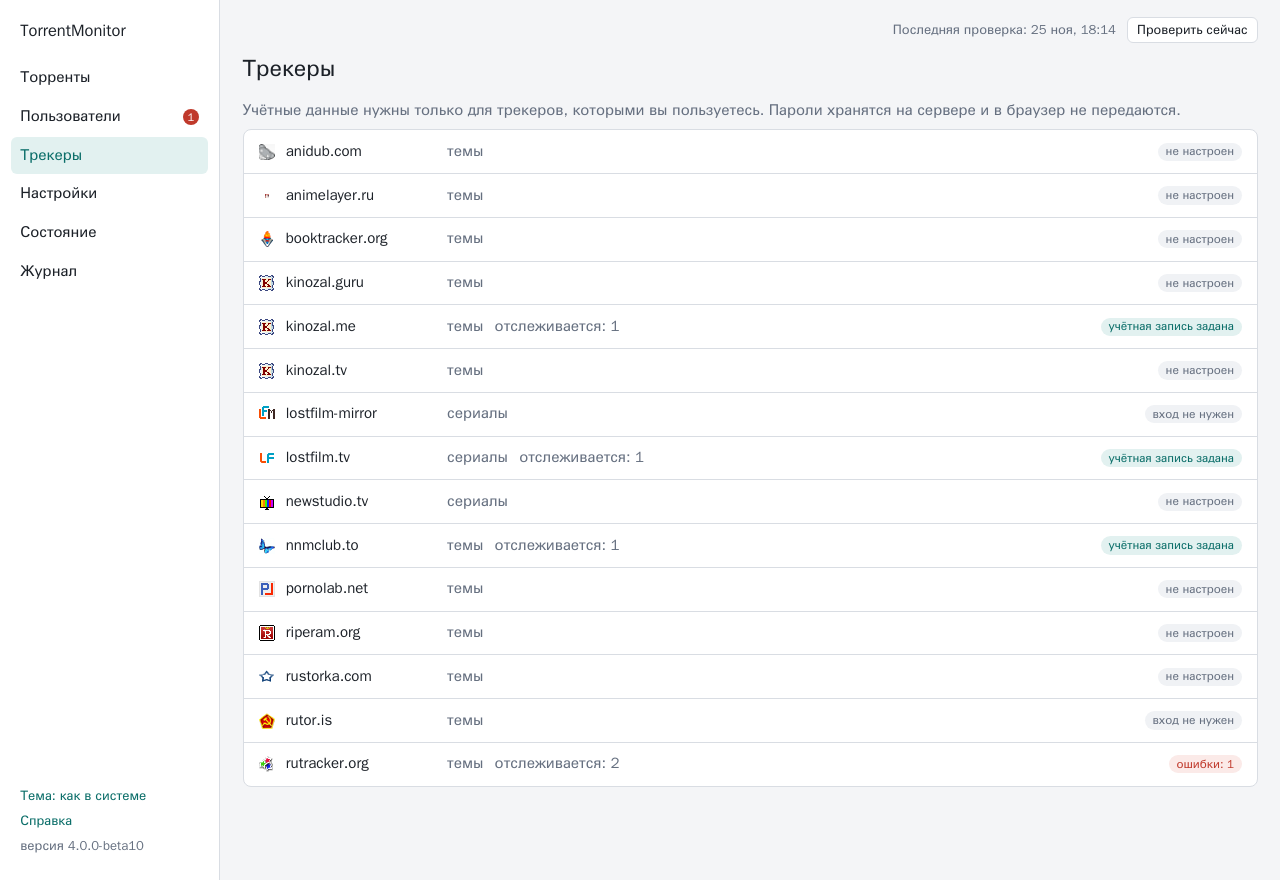 TorrentMonitor
Торренты
Пользователи 1
Трекеры
Настройки
Состояние
Журнал
Тема: как в системе
Справка
версия 4.0.0-beta10
Последняя проверка: 25 ноя, 18:14 Проверить сейчас
Трекеры
Учётные данные нужны только для трекеров, которыми вы пользуетесь. Пароли хранятся на сервере и в браузер не передаются.
anidub.com темы не настроен
animelayer.ru темы не настроен
booktracker.org темы не настроен
kinozal.guru темы не настроен
kinozal.me темы отслеживается: 1 учётная запись задана
kinozal.tv темы не настроен
lostfilm-mirror сериалы вход не нужен
lostfilm.tv сериалы отслеживается: 1 учётная запись задана
newstudio.tv сериалы не настроен
nnmclub.to темы отслеживается: 1 учётная запись задана
pornolab.net темы не настроен
riperam.org темы не настроен
rustorka.com темы не настроен
rutor.is темы вход не нужен
rutracker.org темы отслеживается: 2 ошибки: 1